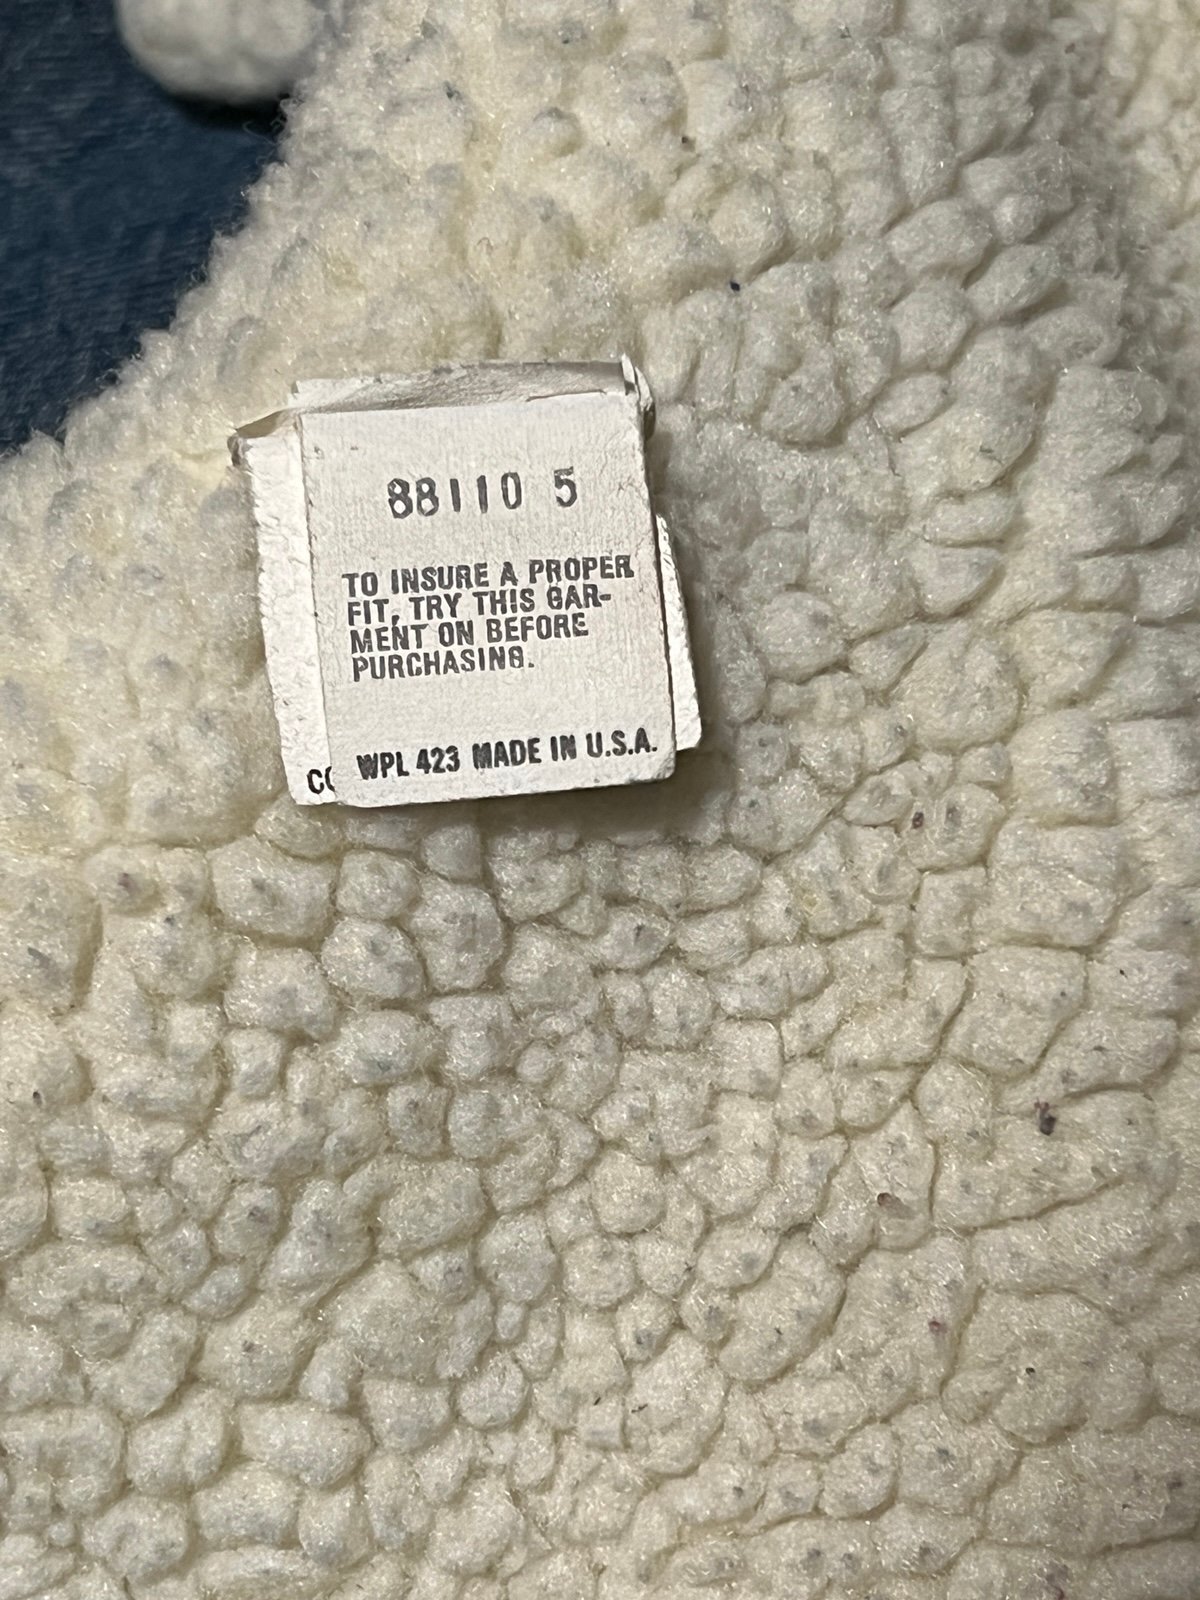 88110 5
TO INSURE A PROPER
FIT, TRY THIS GAR-
MENT ON BEFORE
PURCHASING.
WPL 423 MADE IN U.S.A.